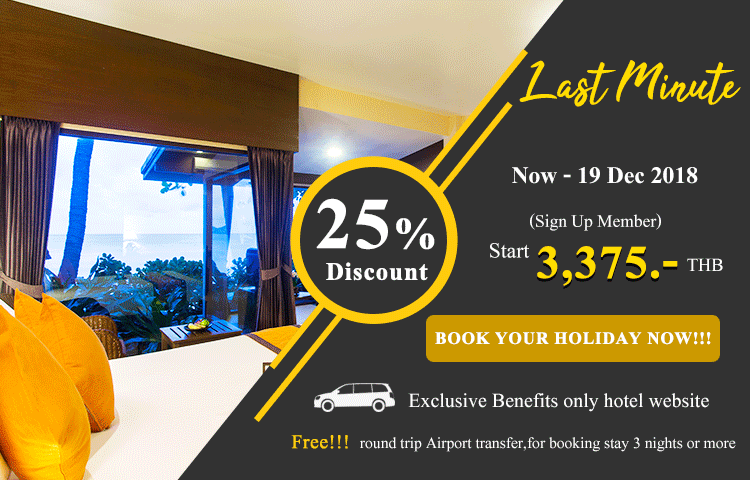 Last Minute
Now - 19 Dec 2018
(Sign Up Member)
Start 3,375.- THB
25%
Discount
BOOK YOUR HOLIDAY NOW!!!
Exclusive Benefits only hotel website
Free!!! round trip Airport transfer,for booking stay 3 nights or more